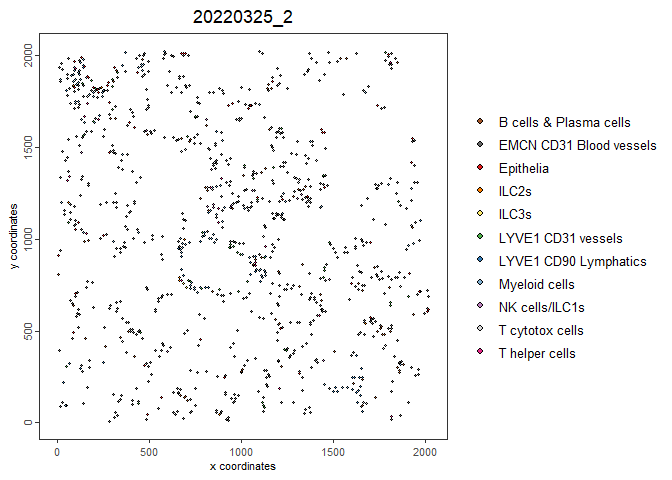 20220325_2
2000
1500
1000
500
0
y coordinates
0 500 1000 1500 2000
x coordinates
B cells & Plasma cells
EMCN CD31 Blood vessels
Epithelia
ILC2s
ILC3s
LYVE1 CD31 vessels
LYVE1 CD90 Lymphatics
Myeloid cells
NK cells/ILC1s
T cytotox cells
T helper cells